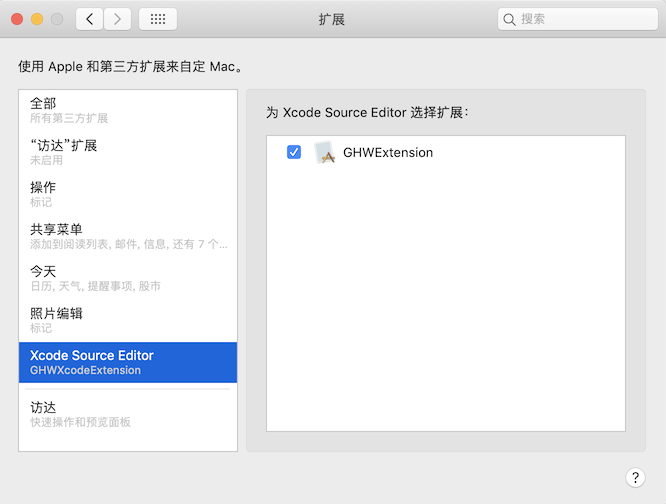 扩展
搜索
使用 Apple 和第三方扩展来自定 Mac。
全部
所有第三方扩展
“访达”扩展
未启用
操作
标记
共享菜单
添加到阅读列表, 邮件, 信息, 还有 7 个...
今天
日历, 天气, 提醒事项, 股市
照片编辑
标记
Xcode Source Editor
GHWXcodeExtension
访达
快速操作和预览面板
为 Xcode Source Editor 选择扩展：
GHWExtension
?